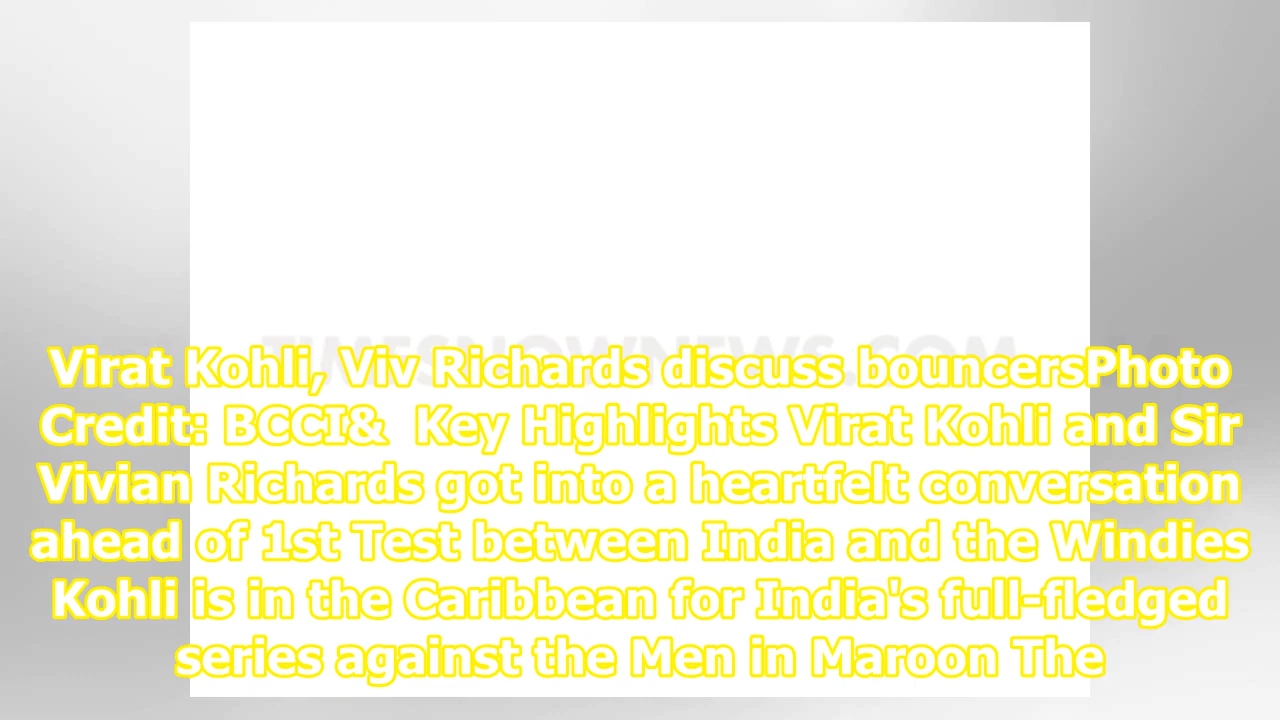 TIMESNOWNEWS.COM
Virat Kohli, Viv Richards discuss bouncersPhoto
Credit: BCCI&  Key Highlights Virat Kohli and Sir
Vivian Richards got into a heartfelt conversation
ahead of 1st Test between India and the Windies
Kohli is in the Caribbean for India's full-fledged
series against the Men in Maroon The